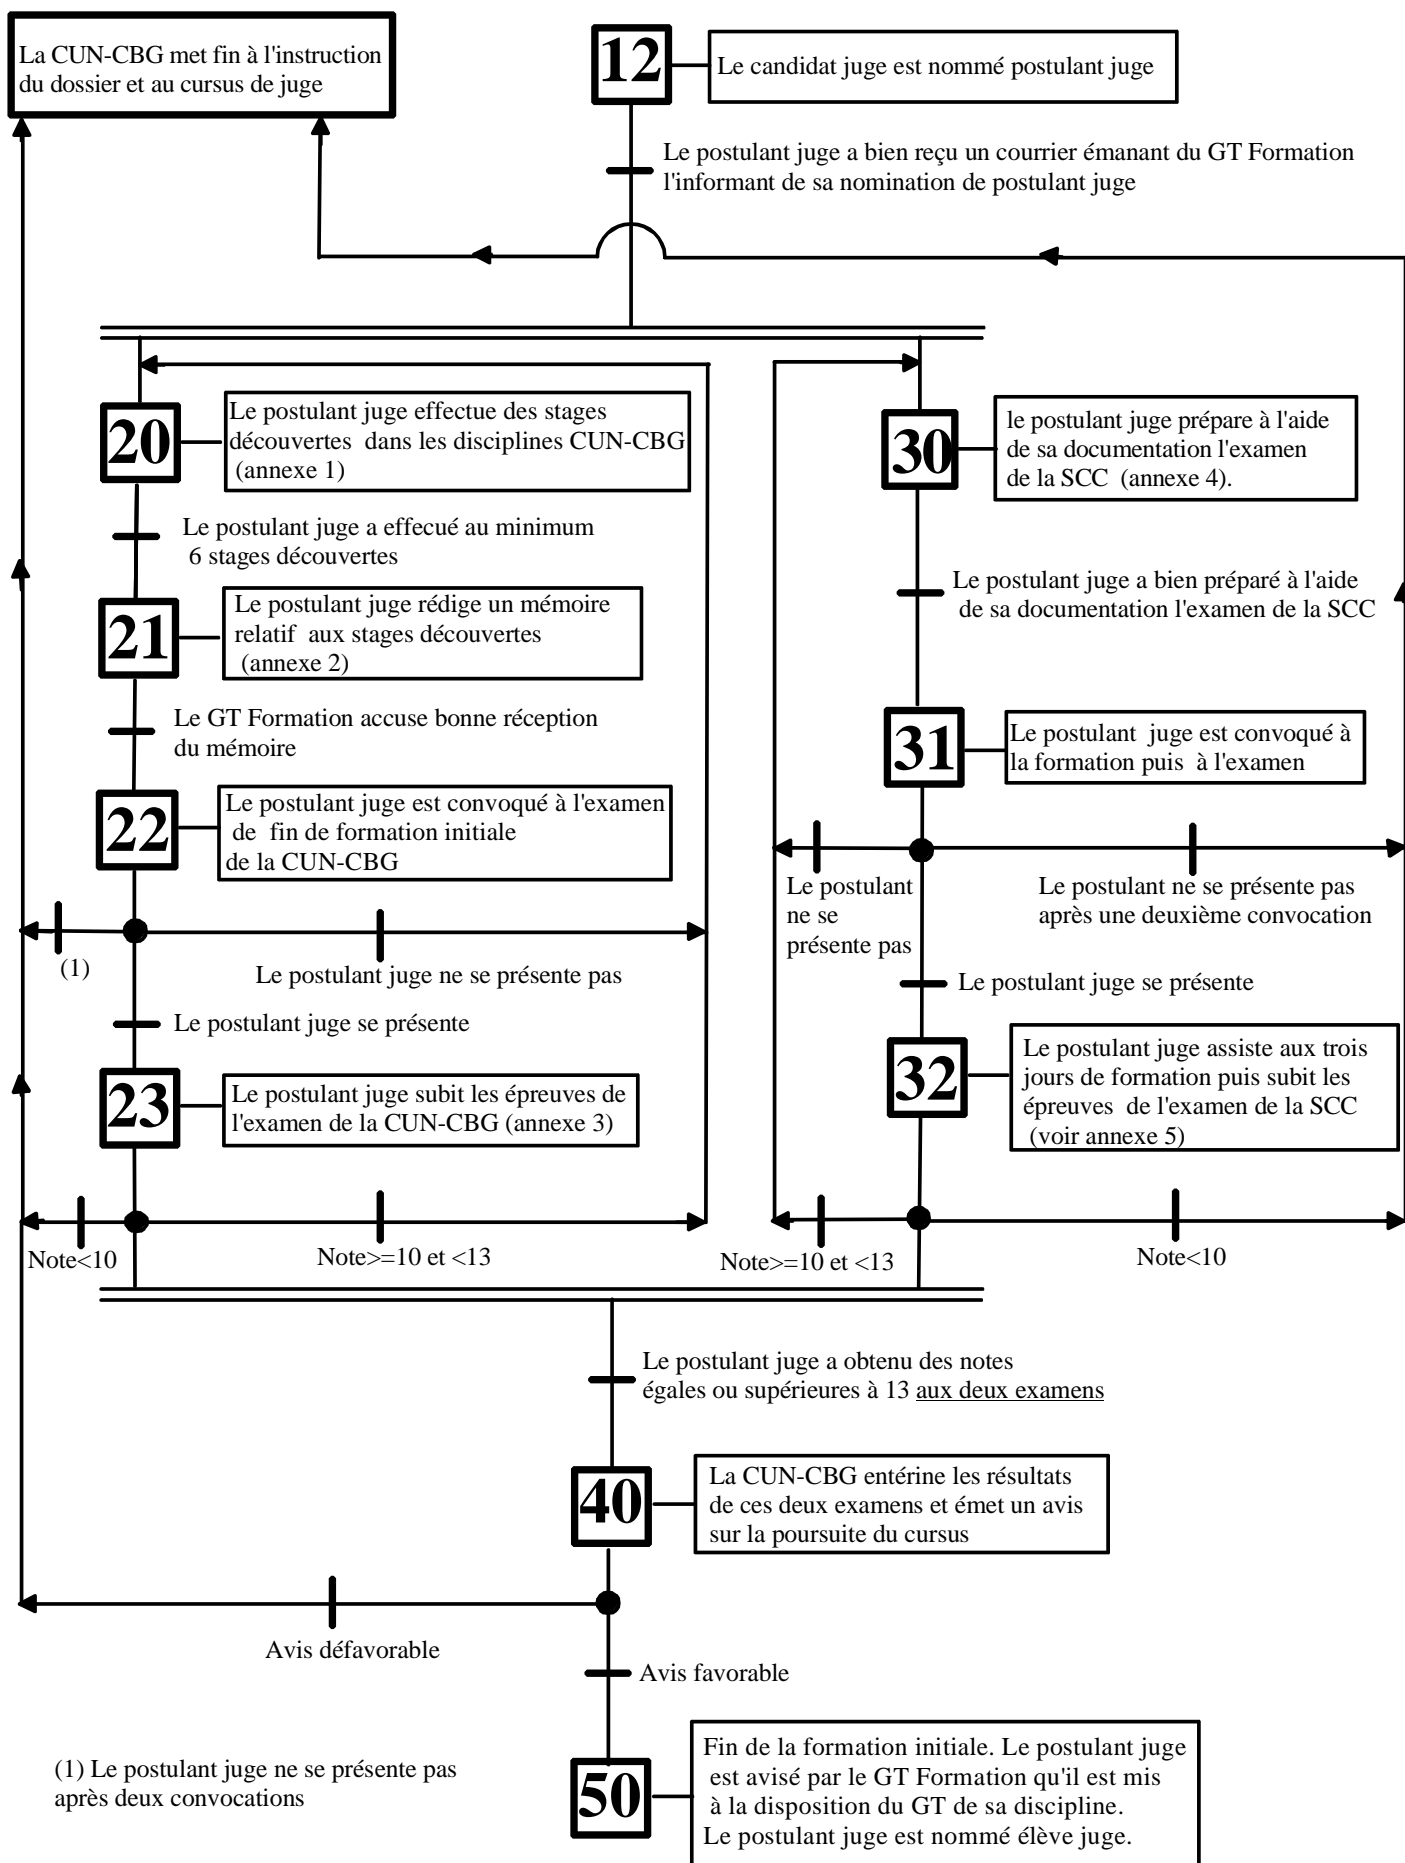 La CUN-CBG met fin à l'instruction
du dossier et au cursus de juge
12
Le candidat juge est nommé postulant juge
Le postulant juge a bien reçu un courrier émanant du GT Formation
l'informant de sa nomination de postulant juge
20
Le postulant juge effectue des stages
découvertes dans les disciplines CUN-CBG
(annexe 1)
Le postulant juge a effecué au minimum
6 stages découvertes
21
Le postulant juge rédige un mémoire
relatif aux stages découvertes
(annexe 2)
Le GT Formation accuse bonne réception
du mémoire
22
Le postulant juge est convoqué à l'examen
de fin de formation initiale
de la CUN-CBG
(1)
Le postulant juge ne se présente pas
Le postulant juge se présente
23
Le postulant juge subit les épreuves de
l'examen de la CUN-CBG (annexe 3)
Note<10
Note>=10 et <13
30
le postulant juge prépare à l'aide
de sa documentation l'examen
de la SCC (annexe 4).
Le postulant juge a bien préparé à l'aide
de sa documentation l'examen de la SCC
31
Le postulant juge est convoqué à
la formation puis à l'examen
Le postulant
ne se
présente pas
Le postulant ne se présente pas
après une deuxième convocation
Le postulant juge se présente
32
Le postulant juge assiste aux trois
jours de formation puis subit les
épreuves de l'examen de la SCC
(voir annexe 5)
Note>=10 et <13
Note<10
Le postulant juge a obtenu des notes
égales ou supérieures à 13 aux deux examens
40
La CUN-CBG entérine les résultats
de ces deux examens et émet un avis
sur la poursuite du cursus
Avis défavorable
Avis favorable
50
Fin de la formation initiale. Le postulant juge
est avisé par le GT Formation qu'il est mis
à la disposition du GT de sa discipline.
Le postulant juge est nommé élève juge.
(1) Le postulant juge ne se présente pas
après deux convocations